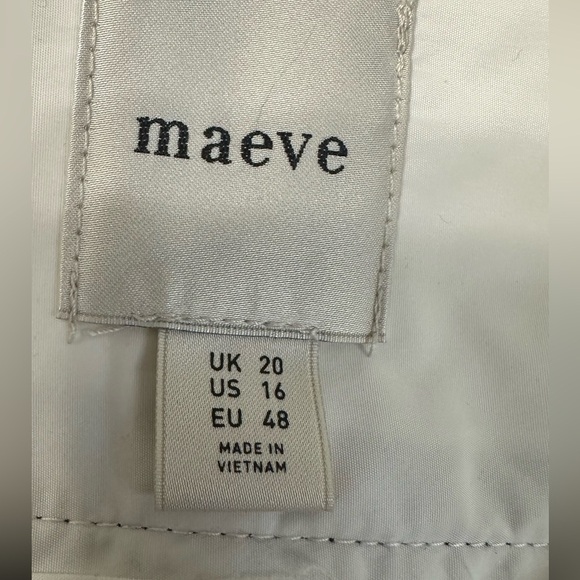 maeve
UK 20
US 16
EU 48
MADE IN
VIETNAM